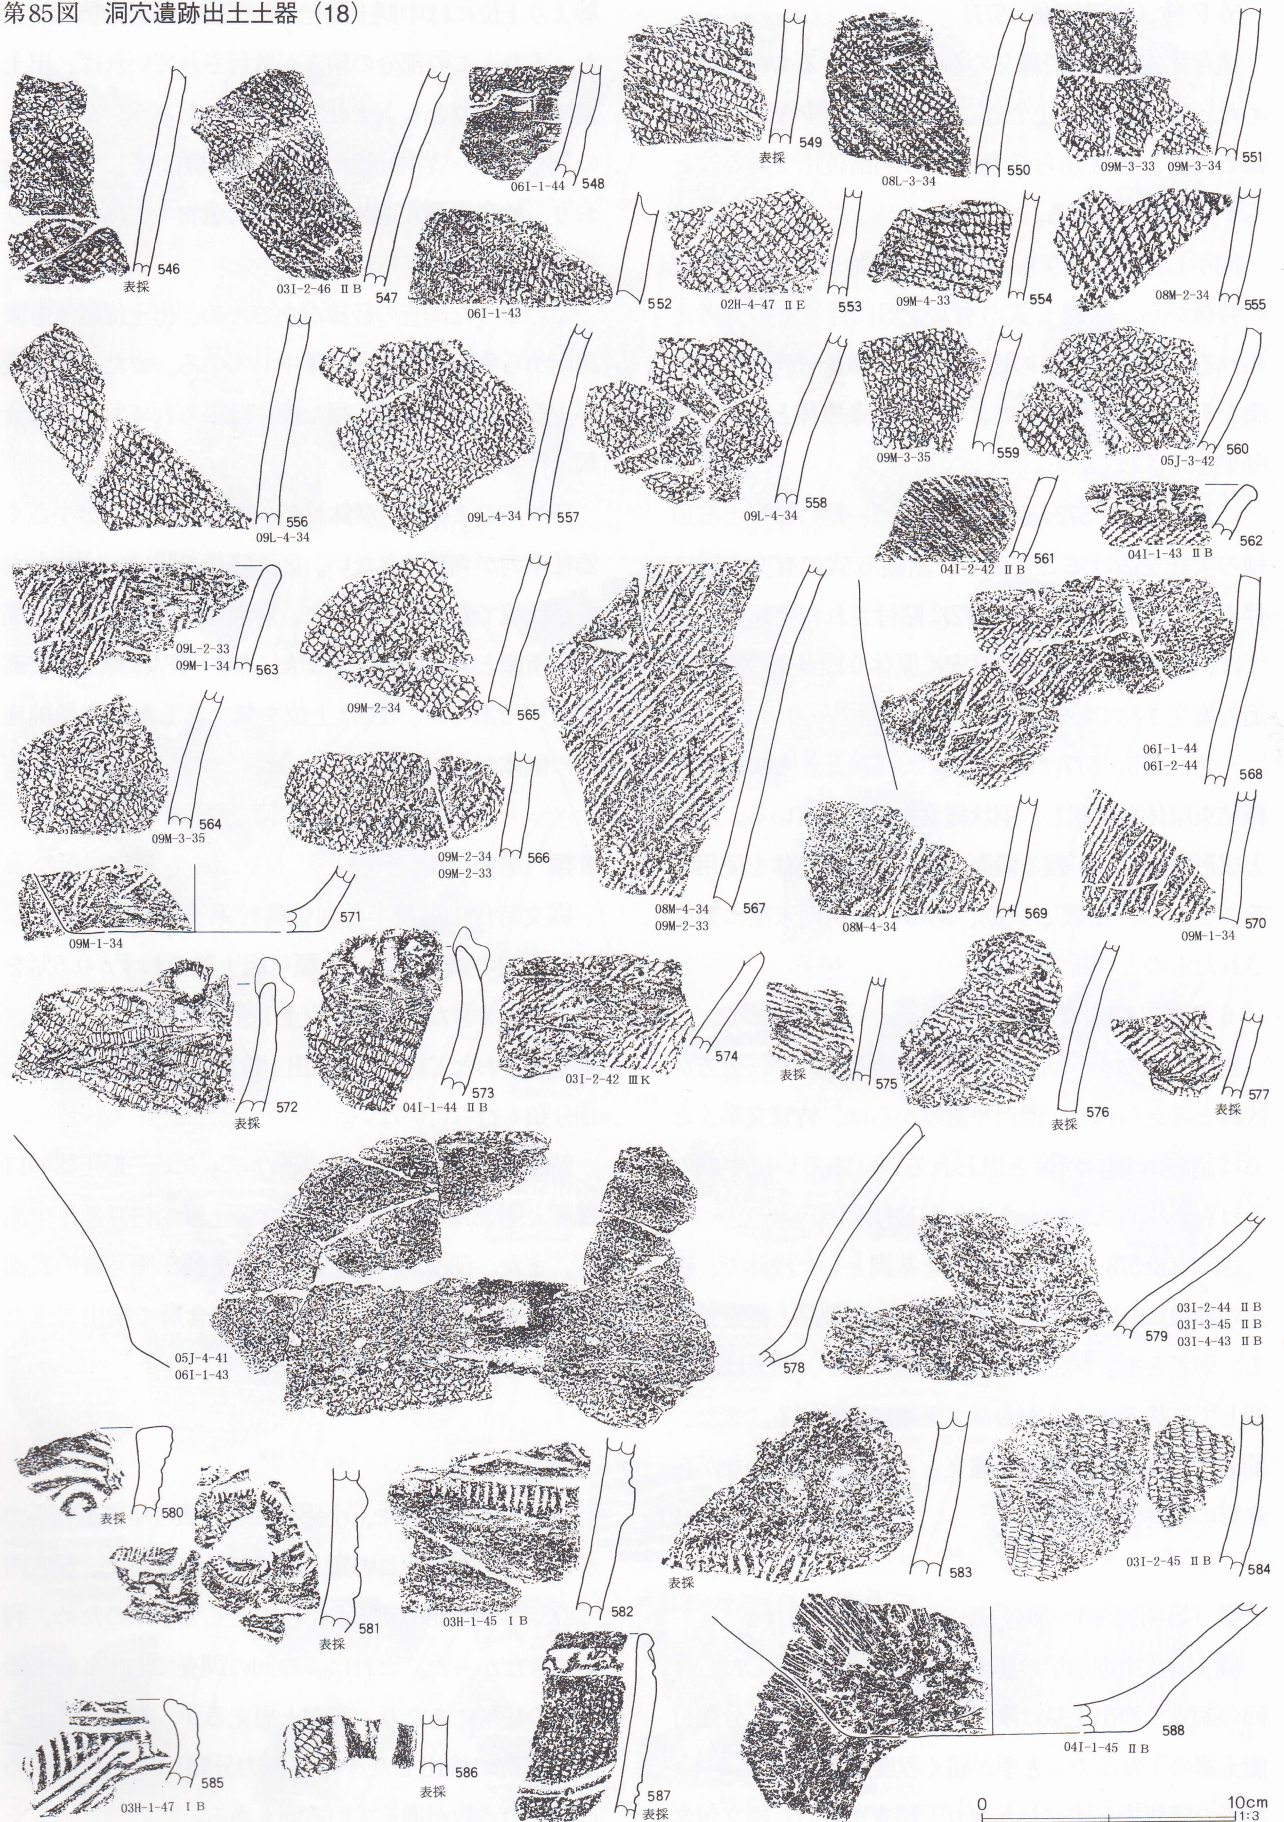 第85図 洞穴遺跡出土土器（18）
546
表採
03I-2-46 ⅡB
547
06I-1-44
548
549
表採
08L-3-34
550
09M-3-33
09M-3-34
551
06I-1-43
552
02H-4-47 ⅡE
553
09M-4-33
554
08M-2-34
555
09L-4-34
556
09L-4-34
557
09L-4-34
558
09M-3-35
559
05J-3-42
560
04I-2-42 ⅡB
561
04I-1-43 ⅡB
562
09L-2-33
09M-1-34
563
09M-3-35
564
09M-2-34
565
09M-2-34
09M-2-33
566
08M-4-34
09M-2-33
567
06I-1-44
06I-2-44
568
08M-4-34
569
09M-1-34
570
09M-1-34
571
572
表採
04I-1-44 ⅡB
573
03I-2-42 ⅢK
574
表採
575
576
表採
577
表採
05J-4-41
06I-1-43
578
579
03I-2-44 ⅡB
03I-3-45 ⅡB
03I-4-43 ⅡB
表採
580
581
表採
03H-1-45 ⅠB
582
表採
583
03I-2-45 ⅡB
584
03H-1-47 ⅠB
585
586
表採
587
表採
04I-1-45 ⅡB
588
0
10cm
1:3